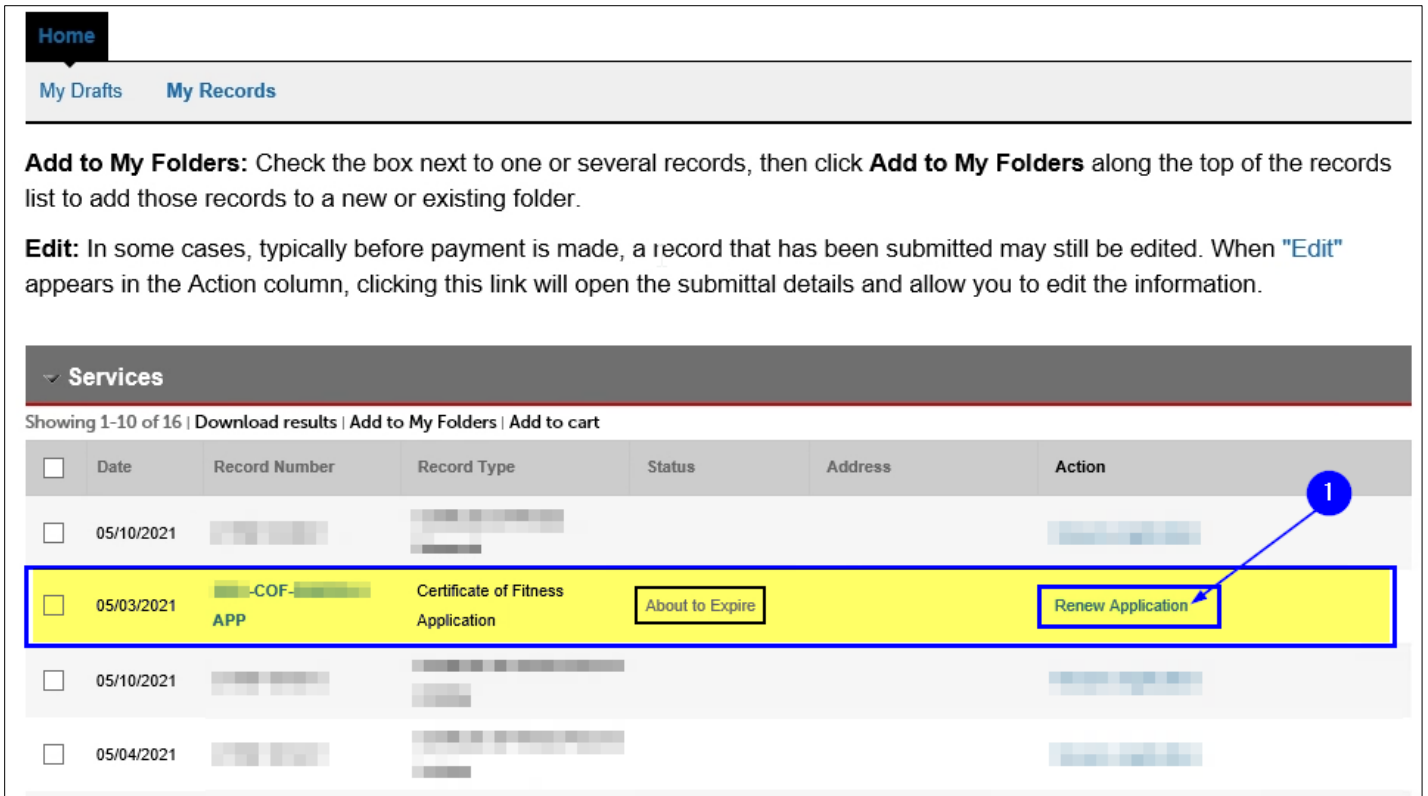 Home
My Drafts My Records
Add to My Folders: Check the box next to one or several records, then click Add to My Folders along the top of the records
list to add those records to a new or existing folder.
Edit: In some cases, typically before payment is made, a record that has been submitted may still be edited. When "Edit"
appears in the Action column, clicking this link will open the submittal details and allow you to edit the information.
Services
Showing 1-10 of 16 | Download results | Add to My Folders | Add to cart
Date Record Number Record Type Status Address Action
1
05/10/2021
05/03/2021 -COF- APP Certificate of Fitness Application About to Expire Renew Application
05/10/2021
05/04/2021